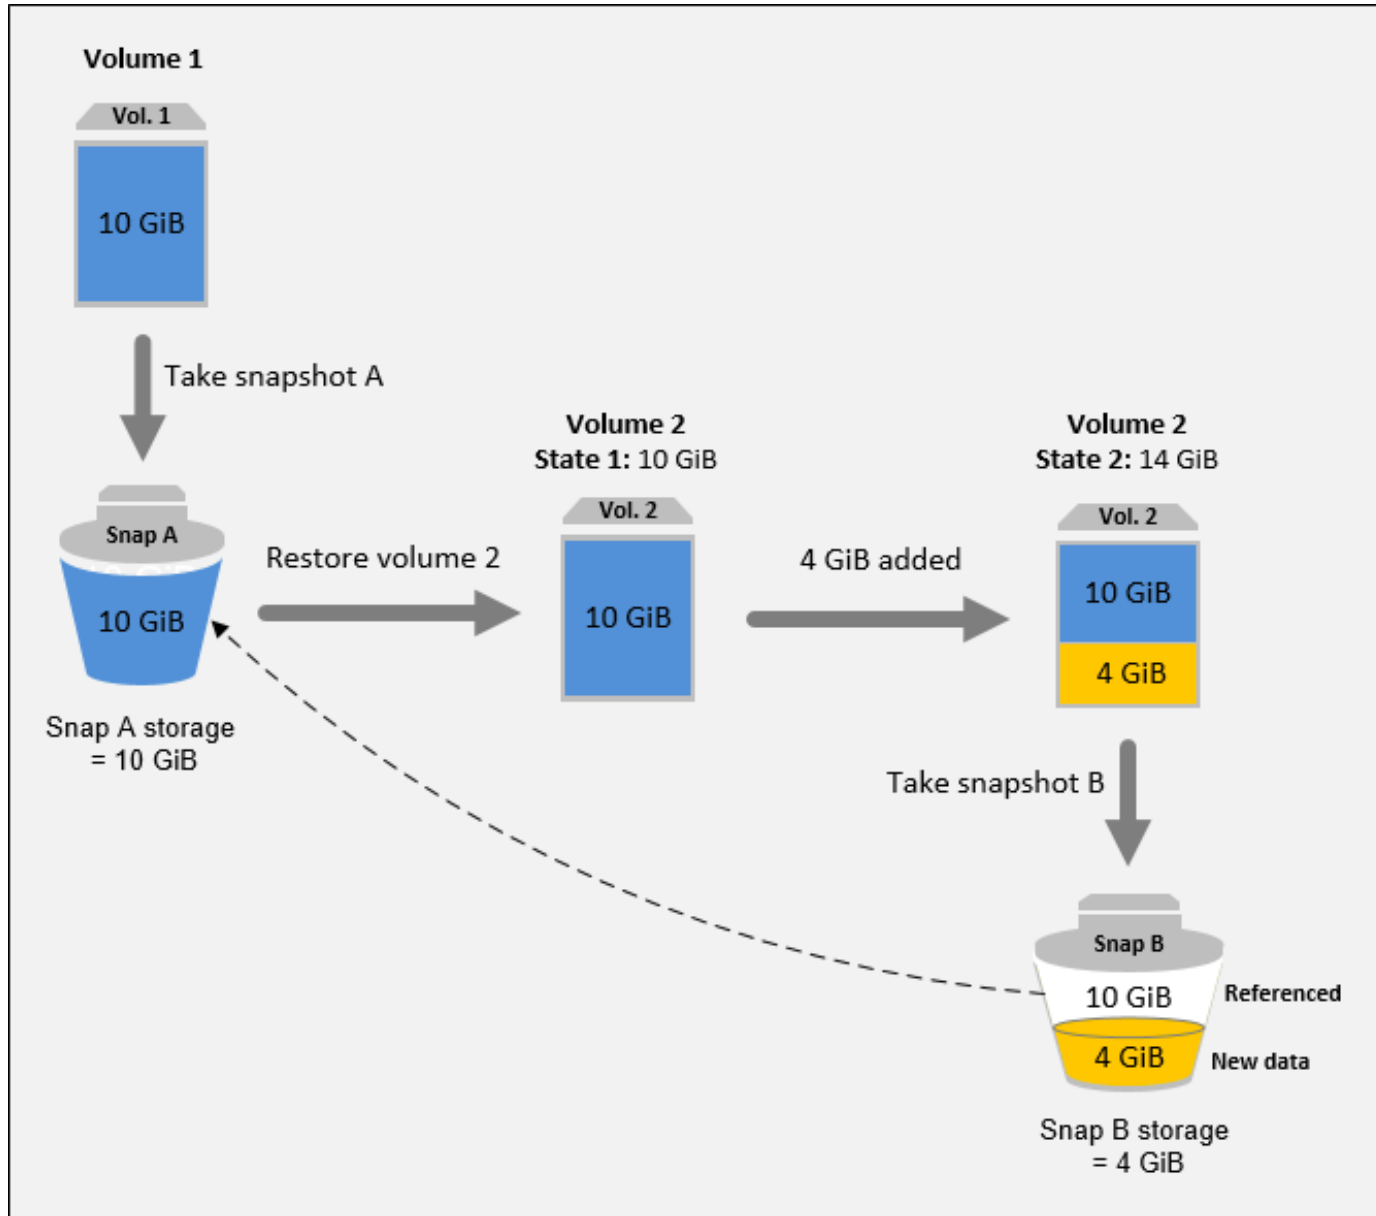 Volume 1
Vol. 1
10 GiB
Take snapshot A
Snap A
10 GiB
Snap A storage
= 10 GiB
Restore volume 2
Volume 2
State 1: 10 GiB
Vol. 2
10 GiB
4 GiB added
Volume 2
State 2: 14 GiB
Vol. 2
10 GiB
4 GiB
Take snapshot B
Snap B
10 GiB
Referenced
4 GiB
New data
Snap B storage
= 4 GiB